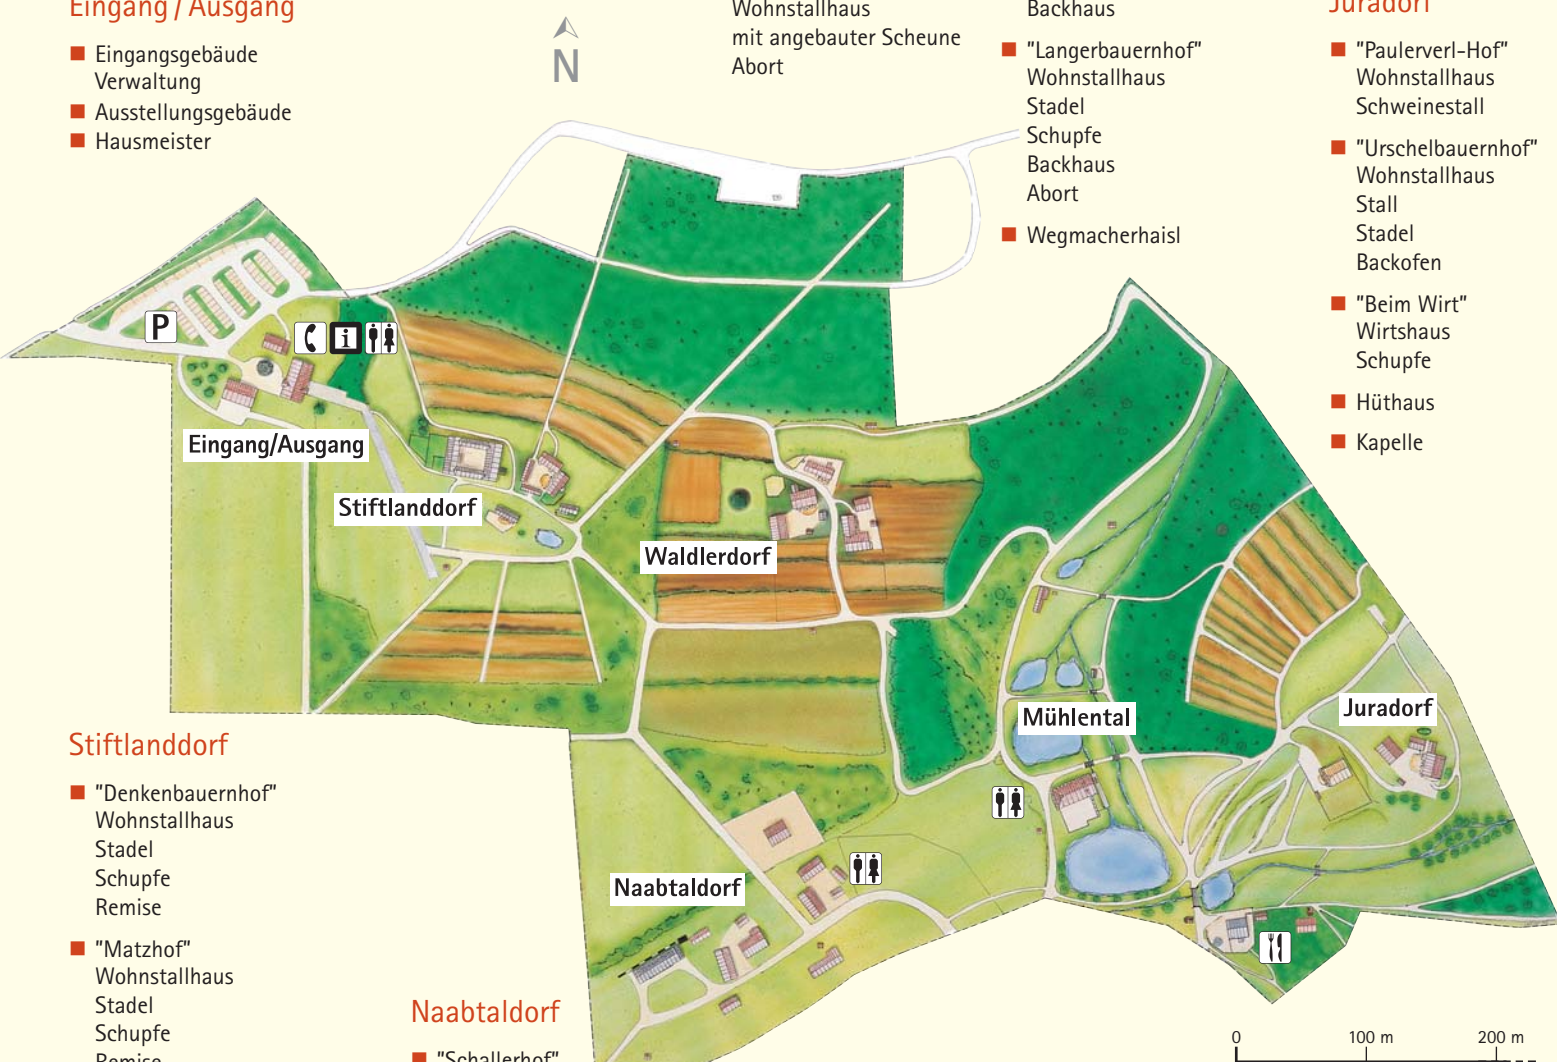 Eingang / Ausgang
Eingangsgebäude
Verwaltung
Ausstellungsgebäude
Hausmeister
N
Wohnstallhaus
mit angebauter Scheune
Abort
Backhaus
"Langerbauernhof"
Wohnstallhaus
Stadel
Schupfe
Backhaus
Abort
Wegmacherhaisl
Juradorf
"Paulerverl-Hof"
Wohnstallhaus
Schweinestall
"Urschelbauernhof"
Wohnstallhaus
Stall
Stadel
Backofen
"Beim Wirt"
Wirtshaus
Schupfe
Hüthaus
Kapelle
P
i
Eingang/Ausgang
Stiftlanddorf
Waldlerdorf
Mühlental
Juradorf
Naabtaldorf
Stiftlanddorf
"Denkenbauernhof"
Wohnstallhaus
Stadel
Schupfe
Remise
"Matzhof"
Wohnstallhaus
Stadel
Schupfe
Remise
Naabtaldorf
"Schallerhof"
0 100 m 200 m